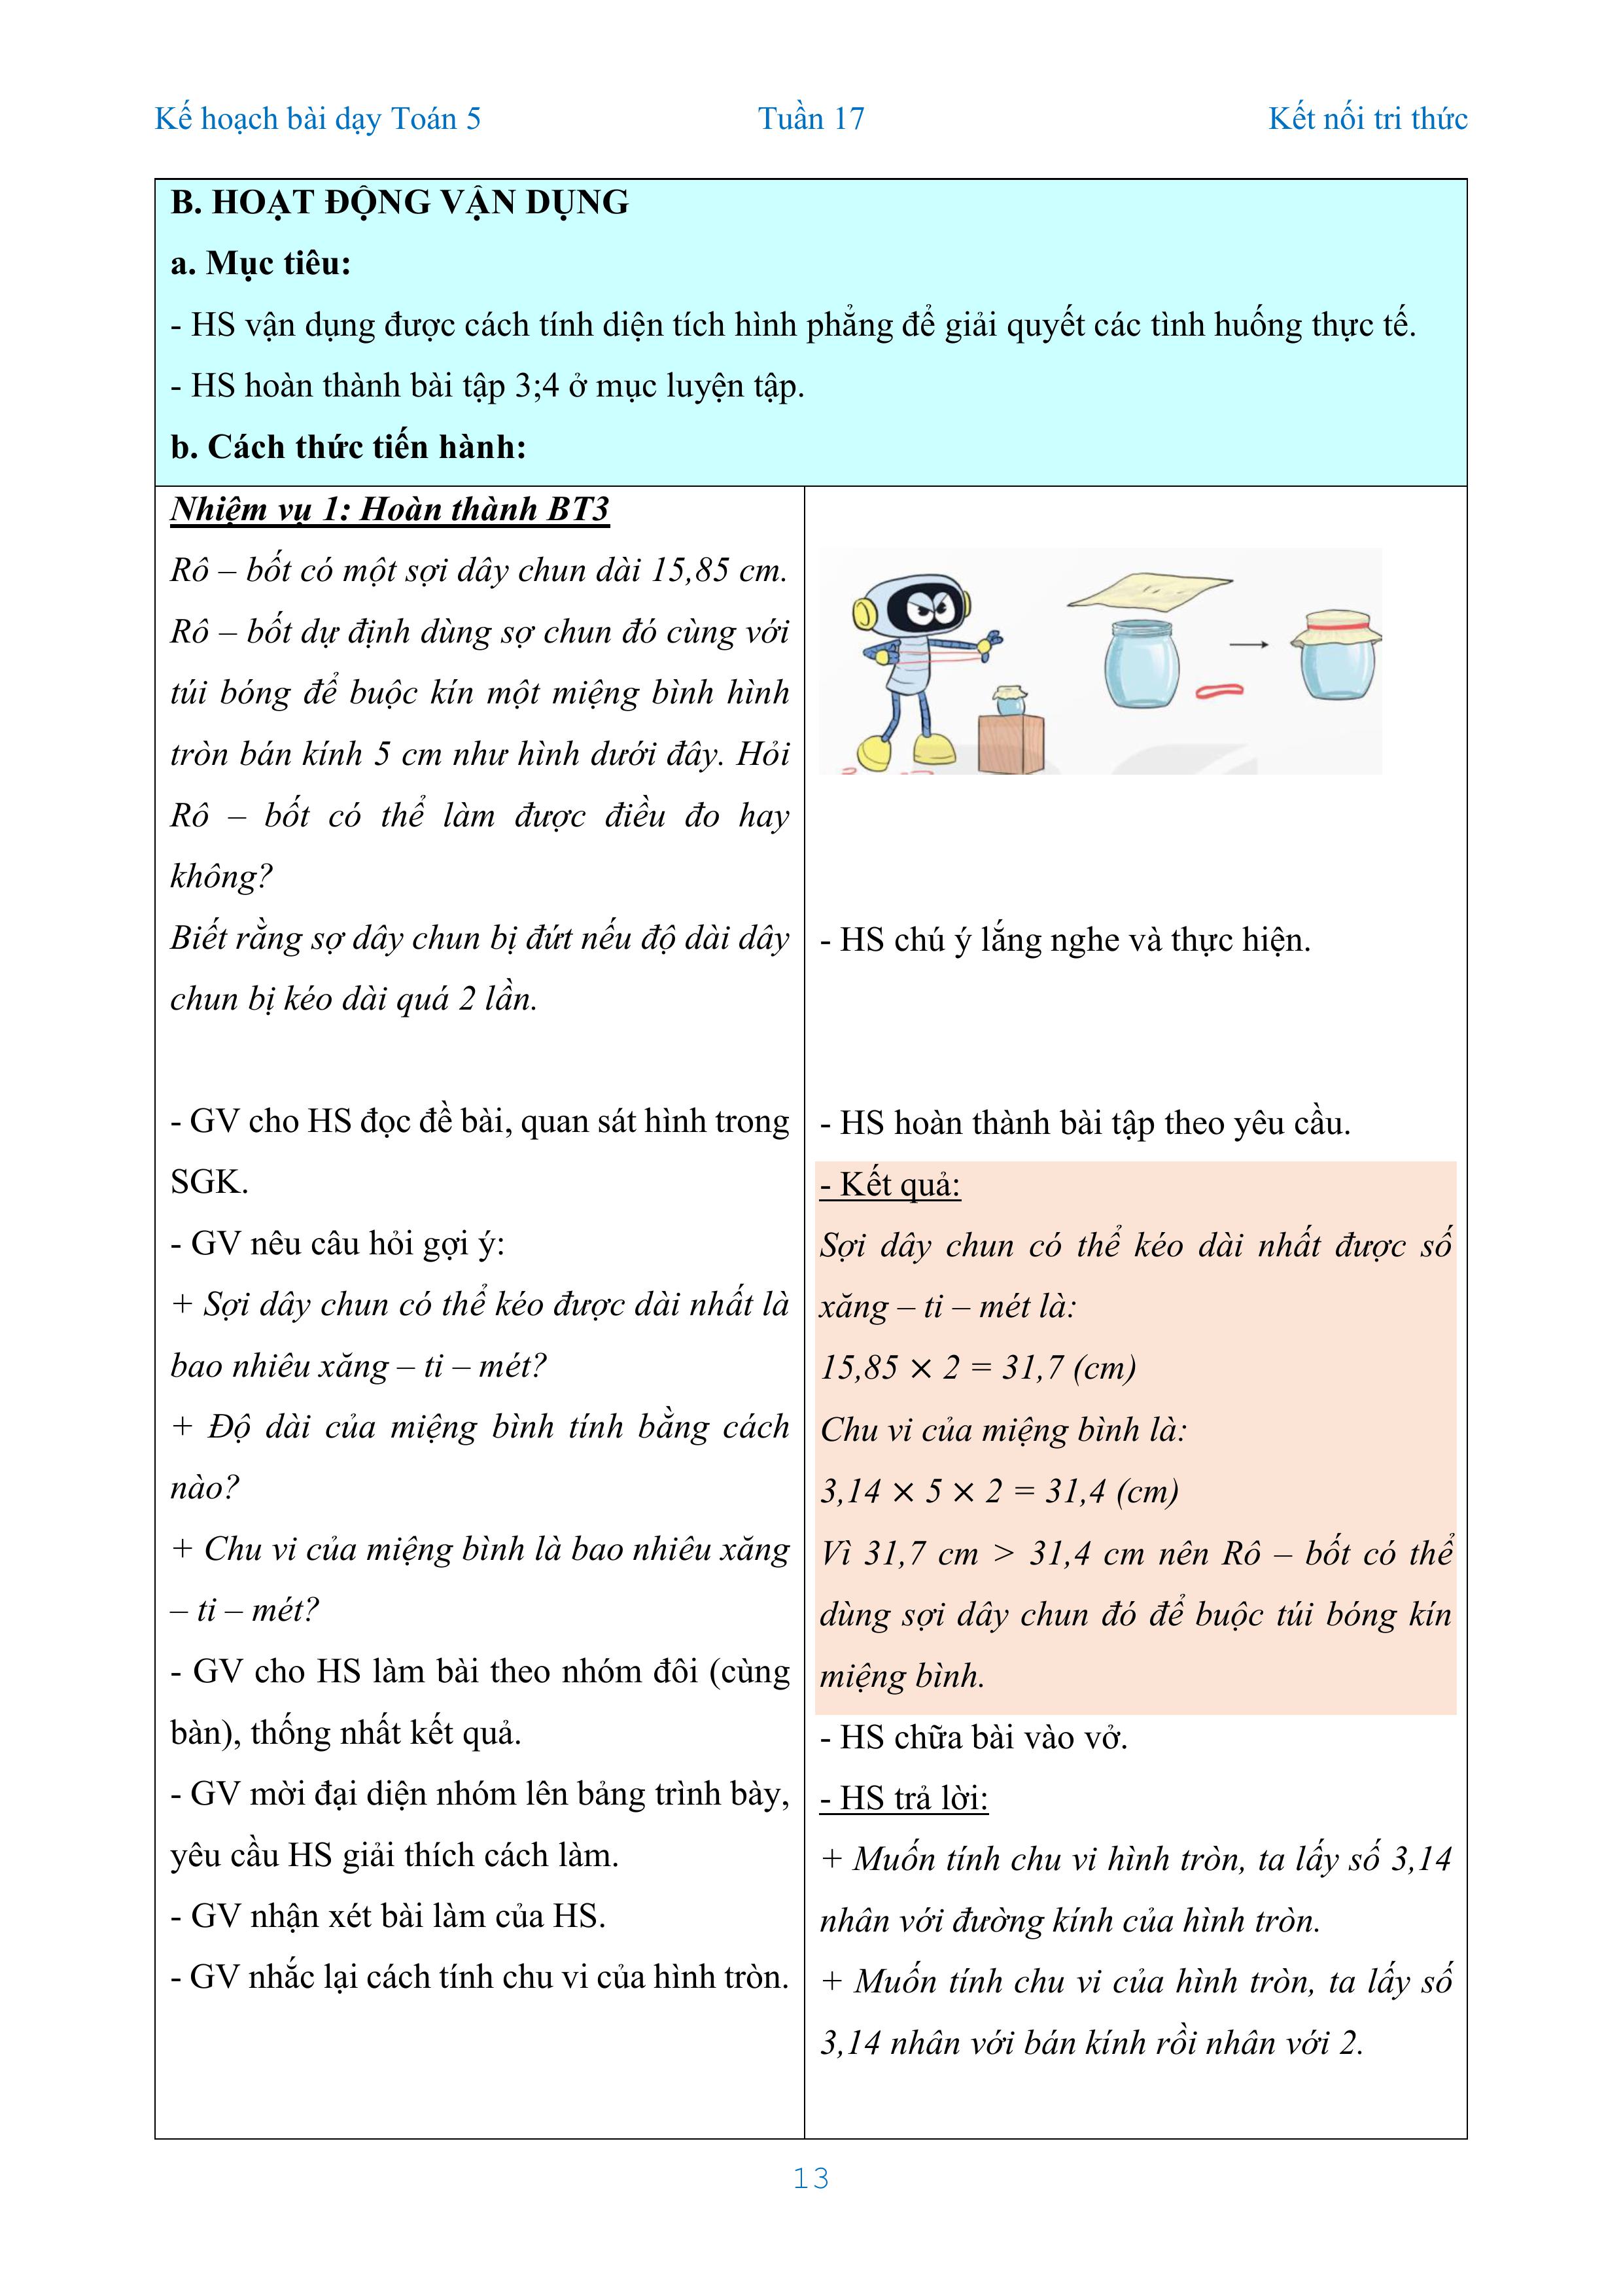 Kế hoạch bài dạy Toán 5 Tuần 17 Kết nối tri thức
B. HOẠT ĐỘNG VẬN DỤNG
a. Mục tiêu:
- HS vận dụng được cách tính diện tích hình phẳng để giải quyết các tình huống thực tế.
- HS hoàn thành bài tập 3;4 ở mục luyện tập.
b. Cách thức tiến hành:
Nhiệm vụ 1: Hoàn thành BT3
Rô – bốt có một sợi dây chun dài 15,85 cm.
Rô – bốt dự định dùng sợ chun đó cùng với
túi bóng để buộc kín một miệng bình hình
tròn bán kính 5 cm như hình dưới đây. Hỏi
Rô – bốt có thể làm được điều đo hay
không?
Biết rằng sợ dây chun bị đứt nếu độ dài dây
chun bị kéo dài quá 2 lần.
- GV cho HS đọc đề bài, quan sát hình trong
SGK.
- GV nêu câu hỏi gợi ý:
+ Sợi dây chun có thể kéo được dài nhất là
bao nhiêu xăng – ti – mét?
+ Độ dài của miệng bình tính bằng cách
nào?
+ Chu vi của miệng bình là bao nhiêu xăng
– ti – mét?
- GV cho HS làm bài theo nhóm đôi (cùng
bàn), thống nhất kết quả.
- GV mời đại diện nhóm lên bảng trình bày,
yêu cầu HS giải thích cách làm.
- GV nhận xét bài làm của HS.
- GV nhắc lại cách tính chu vi của hình tròn.
- HS chú ý lắng nghe và thực hiện.
- HS hoàn thành bài tập theo yêu cầu.
- Kết quả:
Sợi dây chun có thể kéo dài nhất được số
xăng – ti – mét là:
15,85 × 2 = 31,7 (cm)
Chu vi của miệng bình là:
3,14 × 5 × 2 = 31,4 (cm)
Vì 31,7 cm > 31,4 cm nên Rô – bốt có thể
dùng sợi dây chun đó để buộc túi bóng kín
miệng bình.
- HS chữa bài vào vở.
- HS trả lời:
+ Muốn tính chu vi hình tròn, ta lấy số 3,14
nhân với đường kính của hình tròn.
+ Muốn tính chu vi của hình tròn, ta lấy số
3,14 nhân với bán kính rồi nhân với 2.
13